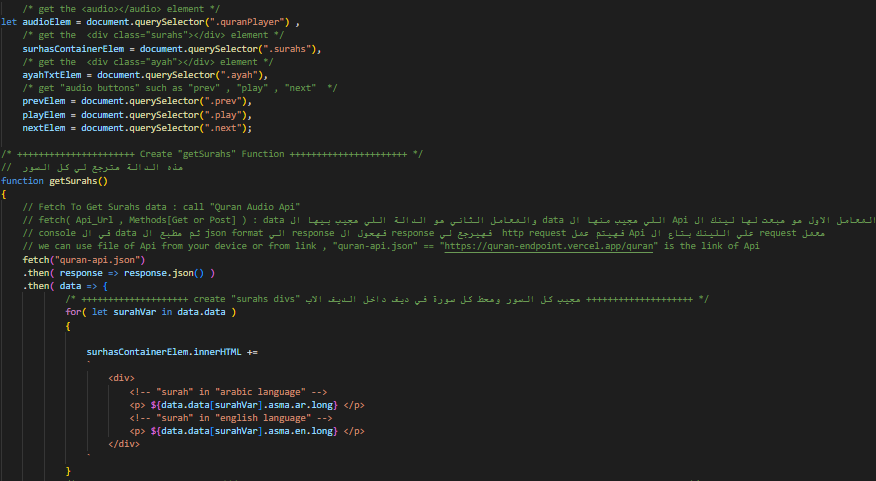 /* get the <audio></audio> element */
let audioElem = document.querySelector(".quranPlayer") ,
/* get the  <div class="surahs"></div> element */
surhasContainerElem = document.querySelector(".surahs"),
/* get the  <div class="ayah"></div> element */
ayahTxtElem = document.querySelector(".ayah"),
/* get "audio buttons" such as "prev" , "play" , "next"  */
prevElem = document.querySelector(".prev"),
playElem = document.querySelector(".play"),
nextElem = document.querySelector(".next");
/* ++++++++++++++++++++++ Create "getSurahs" Function ++++++++++++++++++++++ */
// هذه الدالة هترجع لي كل السور
function getSurahs()
{
// Fetch To Get Surahs data : call "Quran Audio Api"
// fetch( Api_Url , Methods[Get or Post] ) : data المعامل الاول هو هبعت لها لينك ال Api اللي هجيب منها ال data والمعامل الثاني هو الدالة اللي هجيب بيها ال
// console هعمل request علي اللينك بتاع ال Api فهيتم عمل http request فهيرجع لي response فهحول ال response الي json format ثم هطبع ال data في ال
// we can use file of Api from your device or from link , "quran-api.json" == "https://quran-endpoint.vercel.app/quran" is the link of Api
fetch("quran-api.json")
.then( response => response.json() )
.then( data => {
/* ++++++++++++++++++++ create "surahs divs" هجيب كل السور وهحط كل سورة في ديف داخل الديف الاب ++++++++++++++++++++ */
for( let surahVar in data.data )
{
surhasContainerElem.innerHTML +=
`
<div>
<!-- "surah" in "arabic language" -->
<p> ${data.data[surahVar].asma.ar.long} </p>
<!-- "surah" in "english language" -->
<p> ${data.data[surahVar].asma.en.long} </p>
</div>
`
}